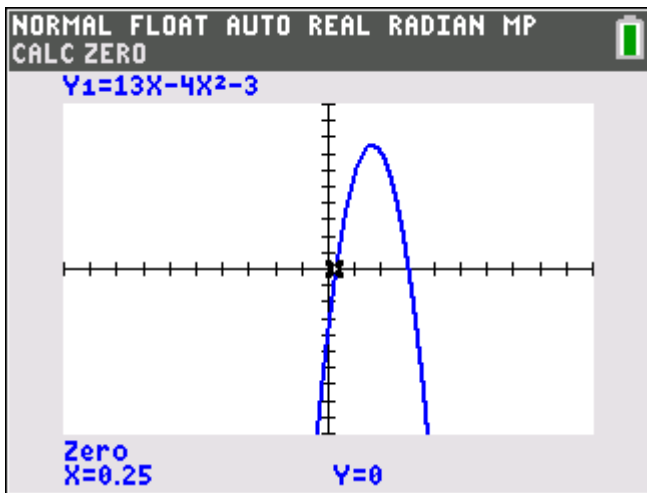 NORMAL FLOAT AUTO REAL RADIAN MP
CALC ZERO
Y₁=13X-4X²-3
Zero
X=0.25 Y=0